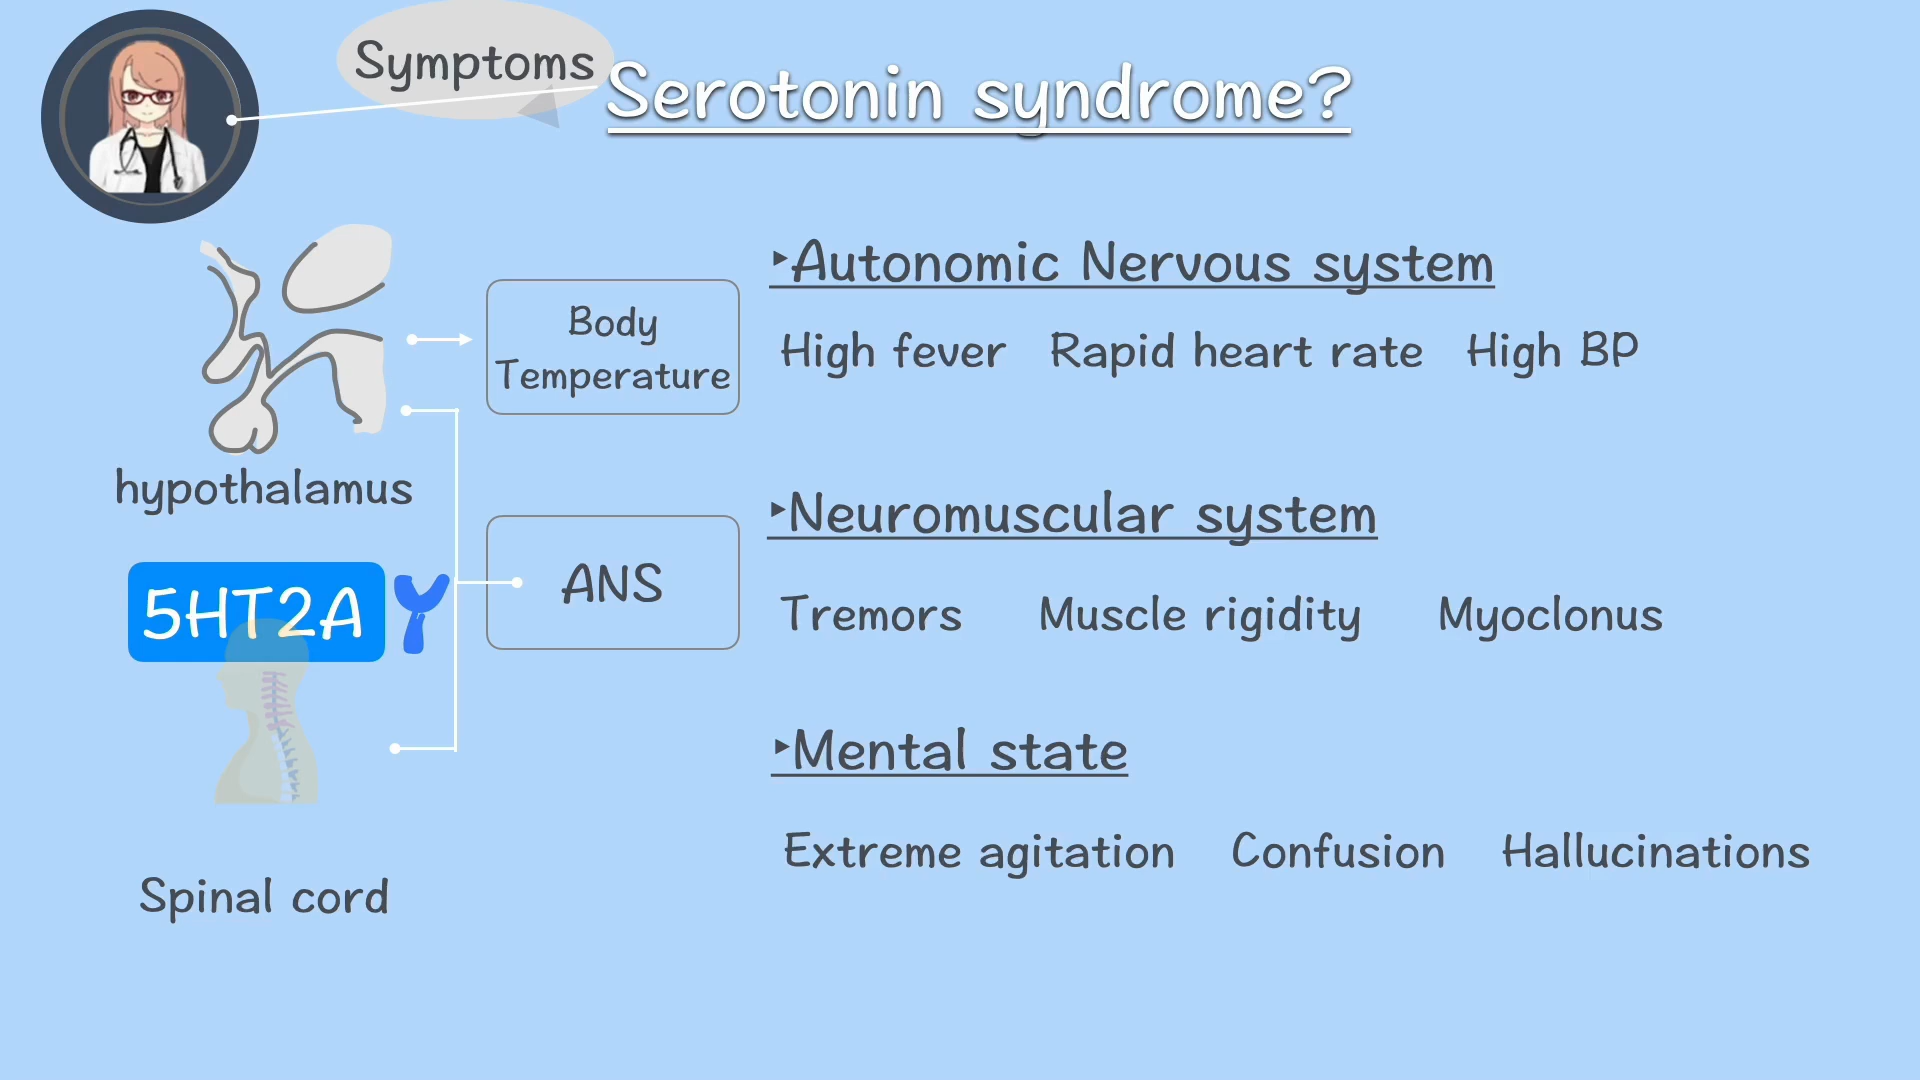 Symptoms
Serotonin syndrome?
hypothalamus
5HT2A
Spinal cord
Body
Temperature
ANS
‣Autonomic Nervous system
High fever Rapid heart rate High BP
‣Neuromuscular system
Tremors Muscle rigidity Myoclonus
‣Mental state
Extreme agitation Confusion Hallucinations